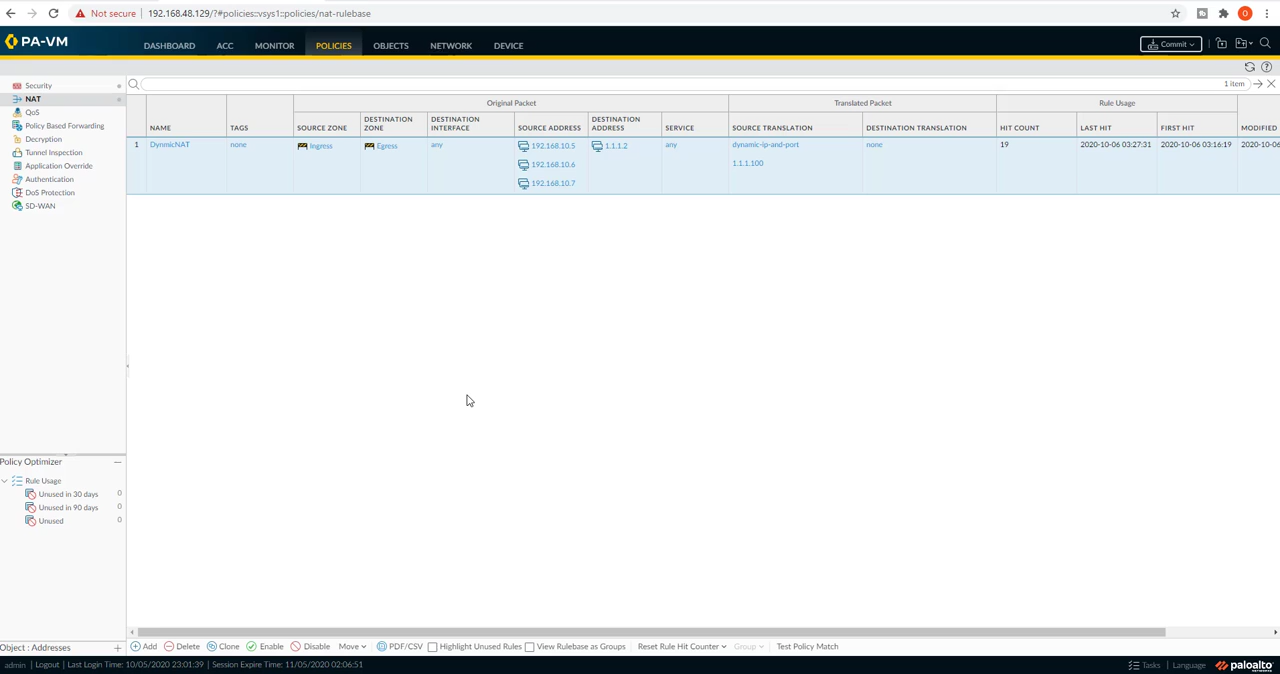 Not secure 192.168.48.129/?#policies::vsys1::policies/nat-rulebase
PA-VM
DASHBOARD ACC MONITOR POLICIES OBJECTS NETWORK DEVICE
Commit
Security
NAT
QoS
Policy Based Forwarding
Decryption
Tunnel Inspection
Application Override
Authentication
DoS Protection
SD-WAN
1 item
Original Packet Translated Packet Rule Usage
NAME TAGS SOURCE ZONE DESTINATION ZONE DESTINATION INTERFACE SOURCE ADDRESS DESTINATION ADDRESS SERVICE SOURCE TRANSLATION DESTINATION TRANSLATION HIT COUNT LAST HIT FIRST HIT MODIFIED
1 DynmicNAT none Ingress Egress any 192.168.10.5 1.1.1.2 any dynamic-ip-and-port none 19 2020-10-06 03:27:31 2020-10-06 03:16:19 2020-10-06
192.168.10.6 1.1.1.100
192.168.10.7
Policy Optimizer
Rule Usage
Unused in 30 days 0
Unused in 90 days 0
Unused 0
Object : Addresses
Add Delete Clone Enable Disable Move PDF/CSV Highlight Unused Rules View Rulebase as Groups Reset Rule Hit Counter Group Test Policy Match
admin | Logout | Last Login Time: 10/05/2020 23:01:39 | Session Expire Time: 11/05/2020 02:06:51
Tasks | Language paloalto NETWORKS